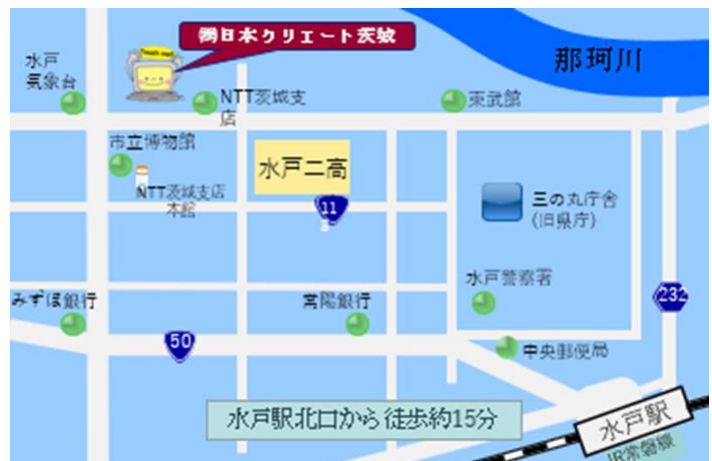 ㈱日本クリエート茨城
那珂川
水戸
気象台
NTT茨城支
店
東武館
市立博物館
水戸二高
NTT茨城支店
本館
11
三の丸庁舎
(旧県庁)
水戸警察署
232
みずほ銀行
常陽銀行
50
中央郵便局
水戸駅北口から徒歩約15分
水戸駅
JR常磐線